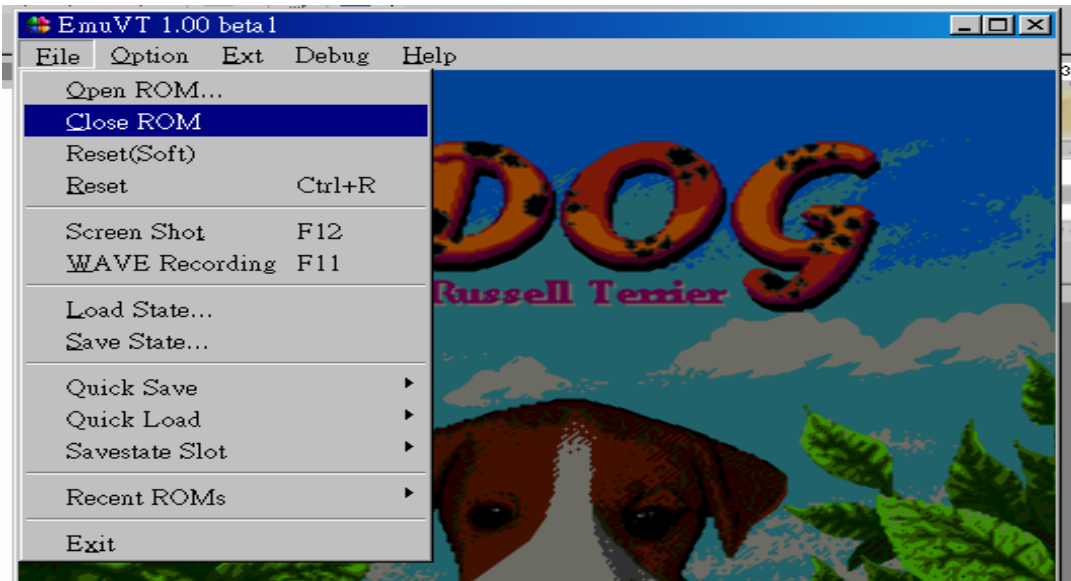 EmuVT 1.00 beta1
File Option Ext Debug Help
Open ROM...
Close ROM
Reset(Soft)
Reset Ctrl+R
Screen Shot F12
WAVE Recording F11
Load State...
Save State...
Quick Save
Quick Load
Savestate Slot
Recent ROMs
Exit
DOG
Russell Terrier
3